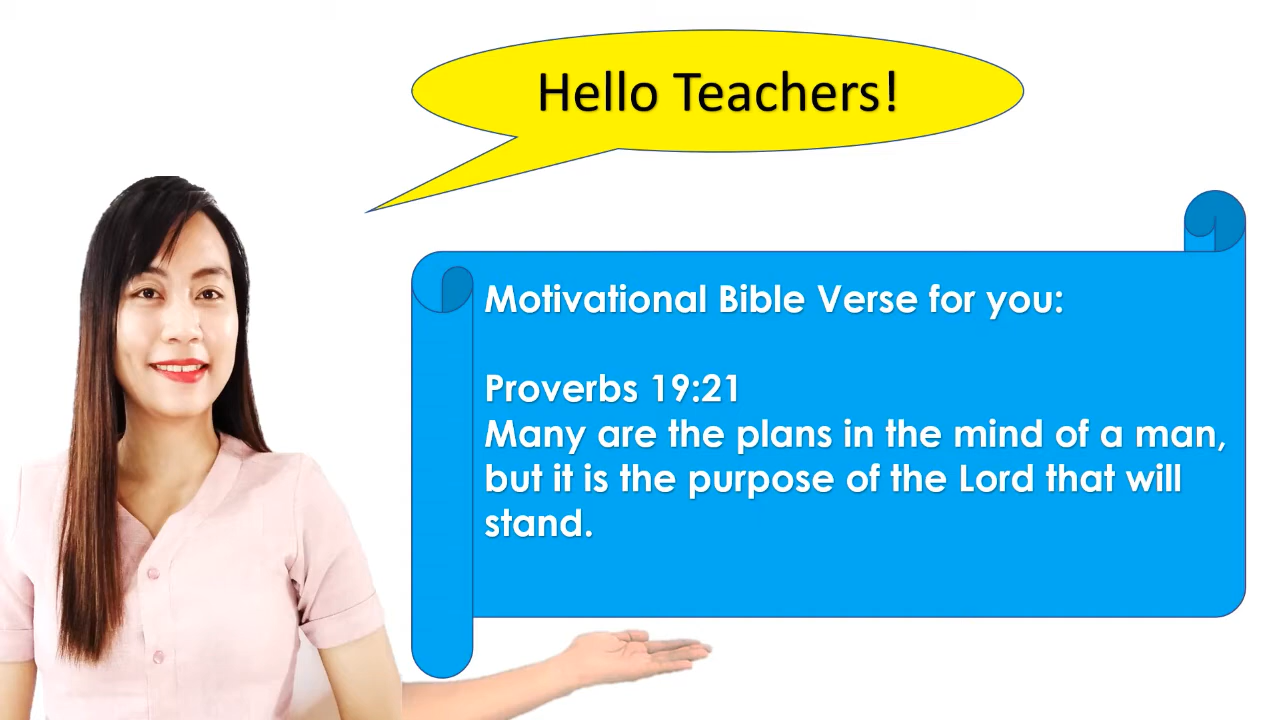 Hello Teachers!
Motivational Bible Verse for you:
Proverbs 19:21
Many are the plans in the mind of a man,
but it is the purpose of the Lord that will
stand.